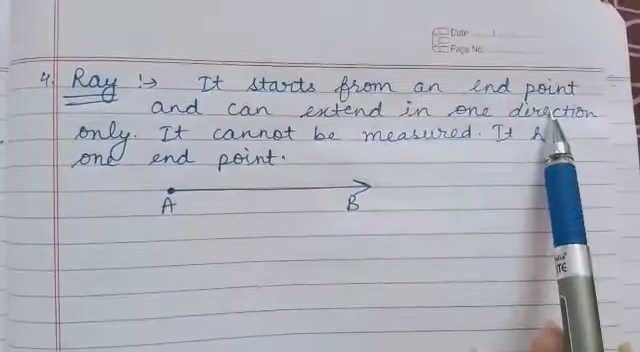 Date
Page No.
4. Ray :→ It starts from an end point
and can extend in one direction
only. It cannot be measured. It
one end point.
A B